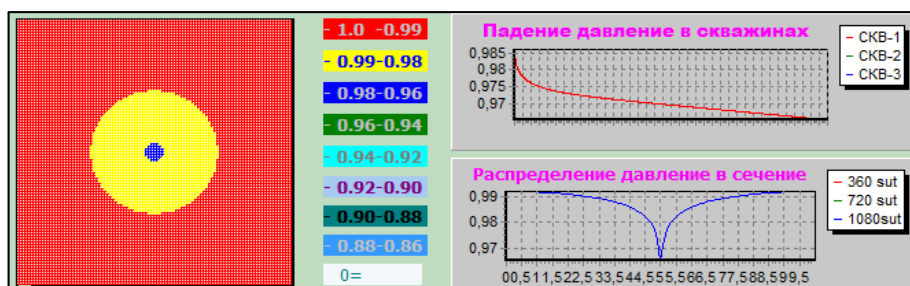 - 1.0 -0.99
- 0.99-0.98
- 0.98-0.96
- 0.96-0.94
- 0.94-0.92
- 0.92-0.90
- 0.90-0.88
- 0.88-0.86
0=
Падение давление в скважинах
0,985
0,98
0,975
0,97
СКВ-1
СКВ-2
СКВ-3
Распределение давление в сечение
0,99
0,98
0,97
00,511,522,533,544,555,566,577,588,599,5
360 sut
720 sut
1080sut